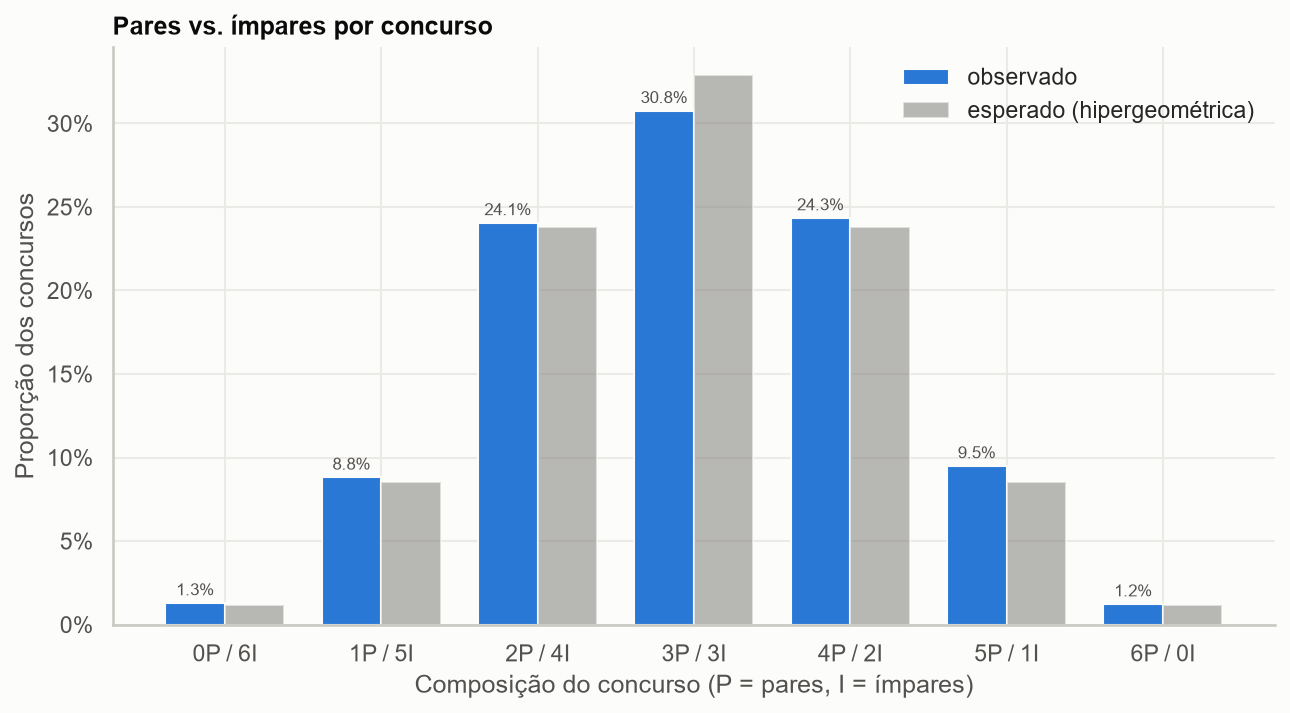 Pares vs. ímpares por concurso
observado
esperado (hipergeométrica)
Proporção dos concursos
30%
25%
20%
15%
10%
5%
0%
1.3%
8.8%
24.1%
30.8%
24.3%
9.5%
1.2%
0P / 6I
1P / 5I
2P / 4I
3P / 3I
4P / 2I
5P / 1I
6P / 0I
Composição do concurso (P = pares, I = ímpares)